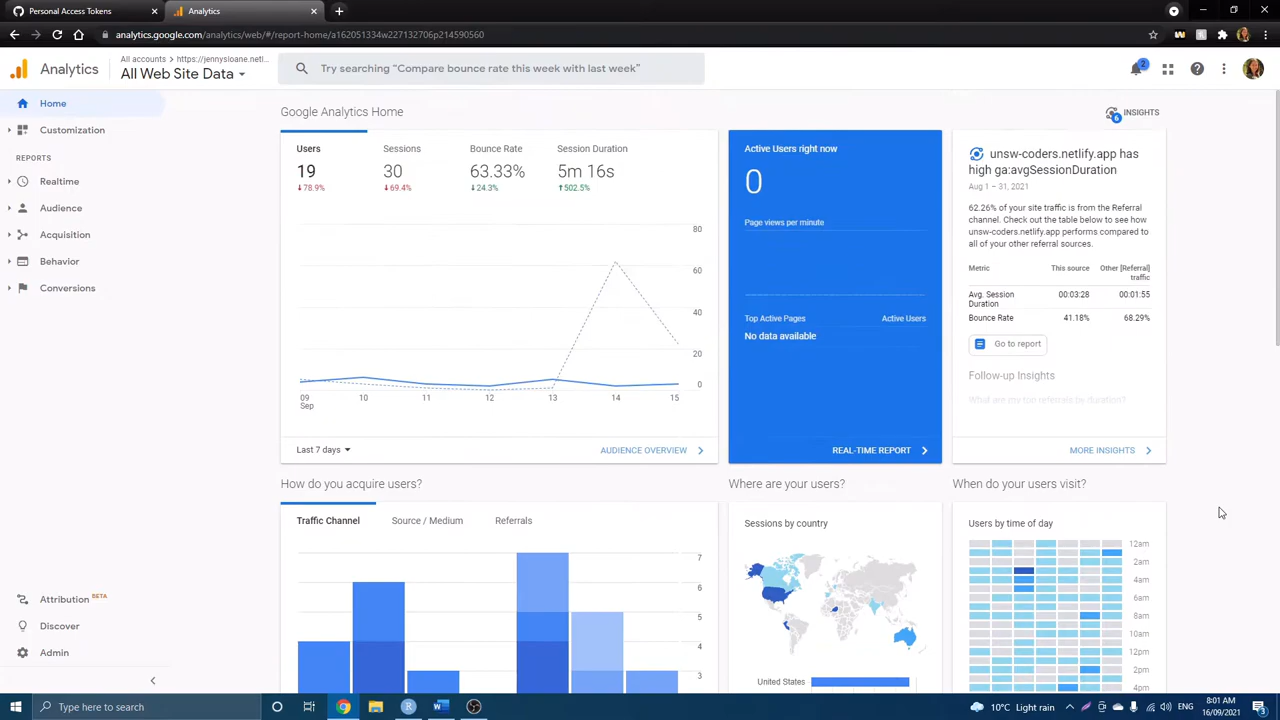 Personal Access Tokens
Analytics
analytics.google.com/analytics/web/#/report-home/a162051334w227132706p214590560
Analytics
All accounts > https://jennysloane.netl...
All Web Site Data
Try searching “Compare bounce rate this week with last week”
2
Home
Customization
REPORTS
Realtime
Audience
Acquisition
Behavior
Conversions
Attribution BETA
Discover
Admin
Google Analytics Home
INSIGHTS
6
Users
Sessions
Bounce Rate
Session Duration
19
30
63.33%
5m 16s
↓78.9%
↓69.4%
↓24.3%
↑502.5%
80
60
40
20
0
09
Sep
10
11
12
13
14
15
Last 7 days
AUDIENCE OVERVIEW
Active Users right now
0
Page views per minute
Top Active Pages
Active Users
No data available
REAL-TIME REPORT
unsw-coders.netlify.app has
high ga:avgSessionDuration
Aug 1 – 31, 2021
62.26% of your site traffic is from the Referral
channel. Check out the table below to see how
unsw-coders.netlify.app performs compared to
all of your other referral sources.
Metric
This source
Other [Referral]
traffic
Avg. Session
Duration
00:03:28
00:01:55
Bounce Rate
41.18%
68.29%
Go to report
Follow-up Insights
What are my top referrals by duration?
MORE INSIGHTS
How do you acquire users?
Traffic Channel
Source / Medium
Referrals
7
6
5
4
3
Where are your users?
Sessions by country
United States
When do your users visit?
Users by time of day
12am
2am
4am
6am
8am
10am
12pm
2pm
4pm
Type here to search
10°C Light rain
8:01 AM
16/09/2021